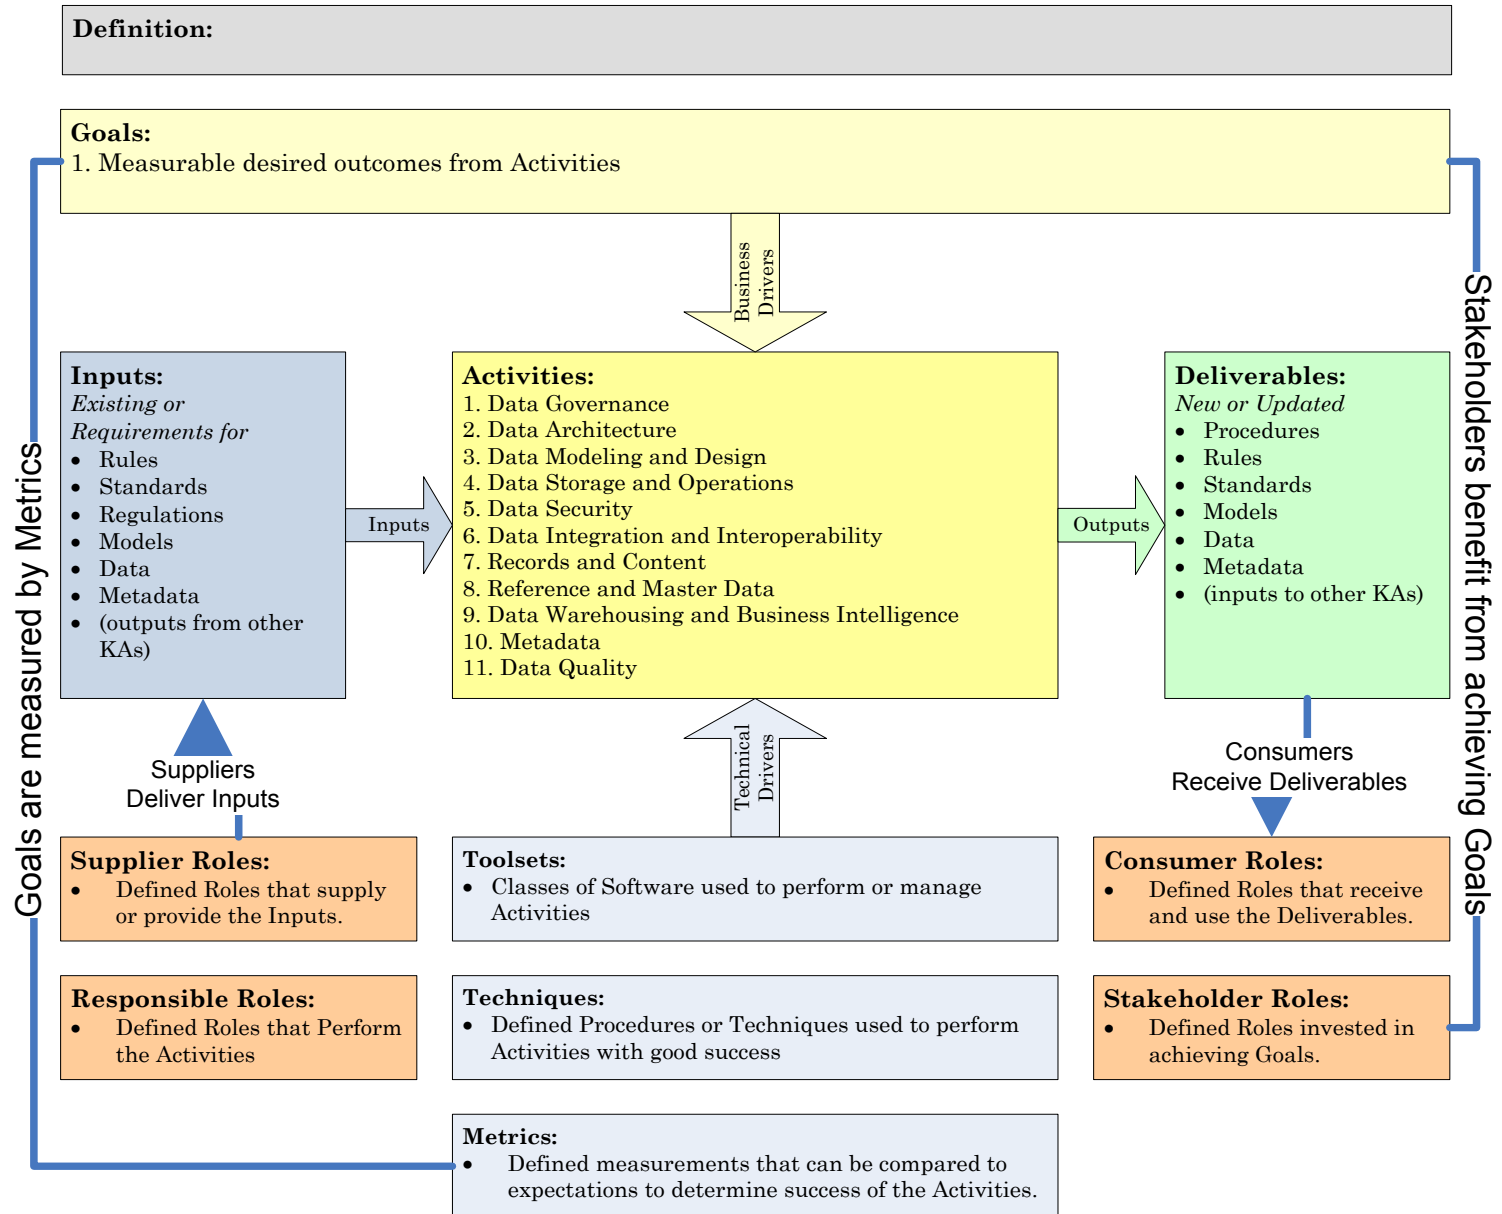 Definition:
Goals:
1. Measurable desired outcomes from Activities
Business
Drivers
Inputs:
Existing or
Requirements for
• Rules
• Standards
• Regulations
• Models
• Data
• Metadata
• (outputs from other
KAs)
Inputs
Activities:
1. Data Governance
2. Data Architecture
3. Data Modeling and Design
4. Data Storage and Operations
5. Data Security
6. Data Integration and Interoperability
7. Records and Content
8. Reference and Master Data
9. Data Warehousing and Business Intelligence
10. Metadata
11. Data Quality
Outputs
Deliverables:
New or Updated
• Procedures
• Rules
• Standards
• Models
• Data
• Metadata
• (inputs to other KAs)
Goals are measured by Metrics
Stakeholders benefit from achieving Goals
Suppliers
Deliver Inputs
Technical
Drivers
Consumers
Receive Deliverables
Supplier Roles:
• Defined Roles that supply
or provide the Inputs.
Toolsets:
• Classes of Software used to perform or manage
Activities
Consumer Roles:
• Defined Roles that receive
and use the Deliverables.
Responsible Roles:
• Defined Roles that Perform
the Activities
Techniques:
• Defined Procedures or Techniques used to perform
Activities with good success
Stakeholder Roles:
• Defined Roles invested in
achieving Goals.
Metrics:
• Defined measurements that can be compared to
expectations to determine success of the Activities.